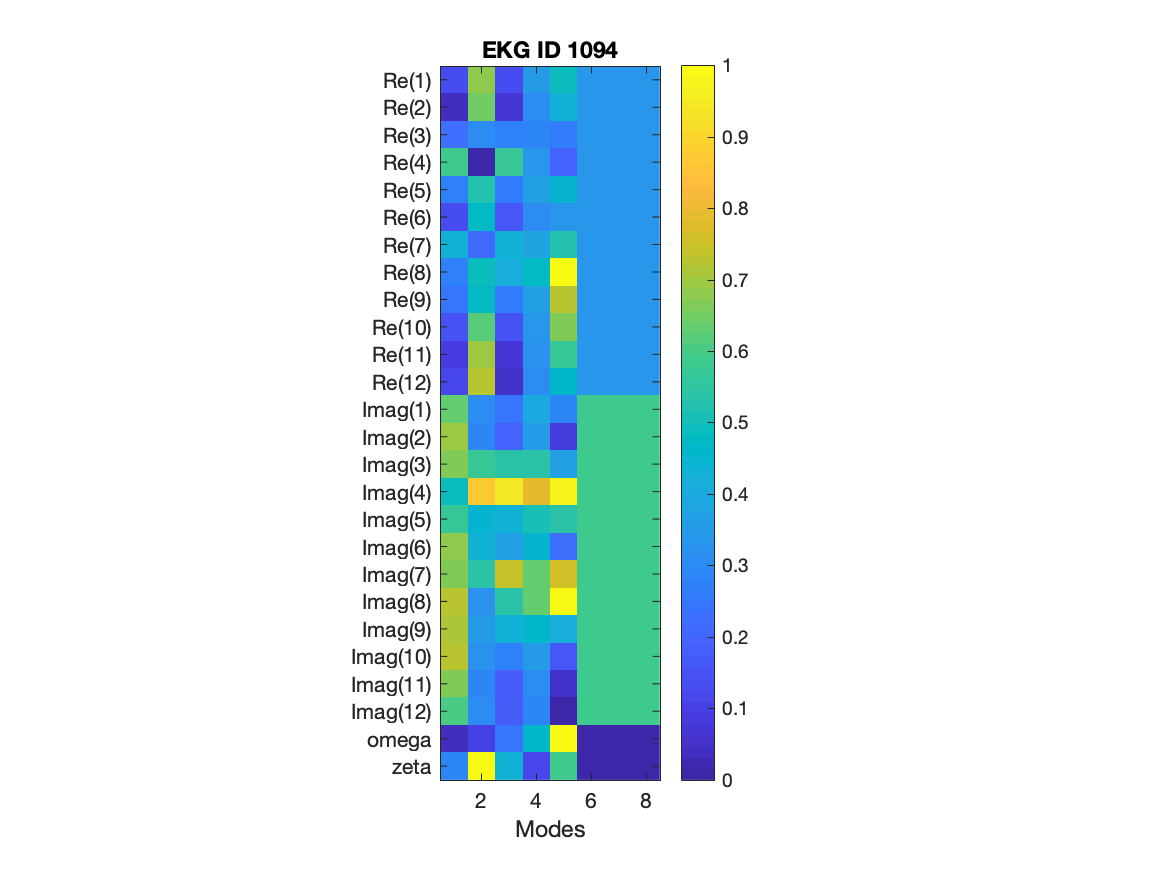 EKG ID 1094
Re(1)
Re(2)
Re(3)
Re(4)
Re(5)
Re(6)
Re(7)
Re(8)
Re(9)
Re(10)
Re(11)
Re(12)
Imag(1)
Imag(2)
Imag(3)
Imag(4)
Imag(5)
Imag(6)
Imag(7)
Imag(8)
Imag(9)
Imag(10)
Imag(11)
Imag(12)
omega
zeta
2 4 6 8
Modes
1
0.9
0.8
0.7
0.6
0.5
0.4
0.3
0.2
0.1
0